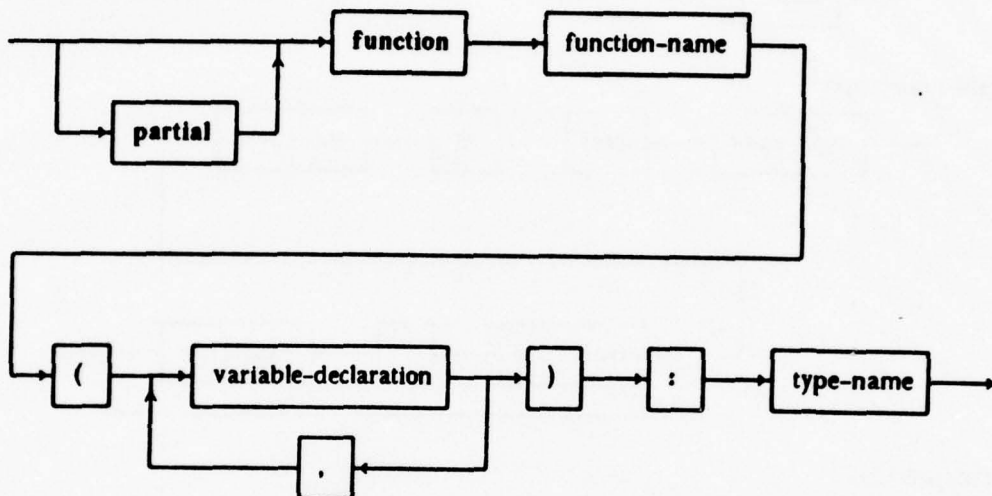 function function-name
partial
( variable-declaration ) : type-name
,